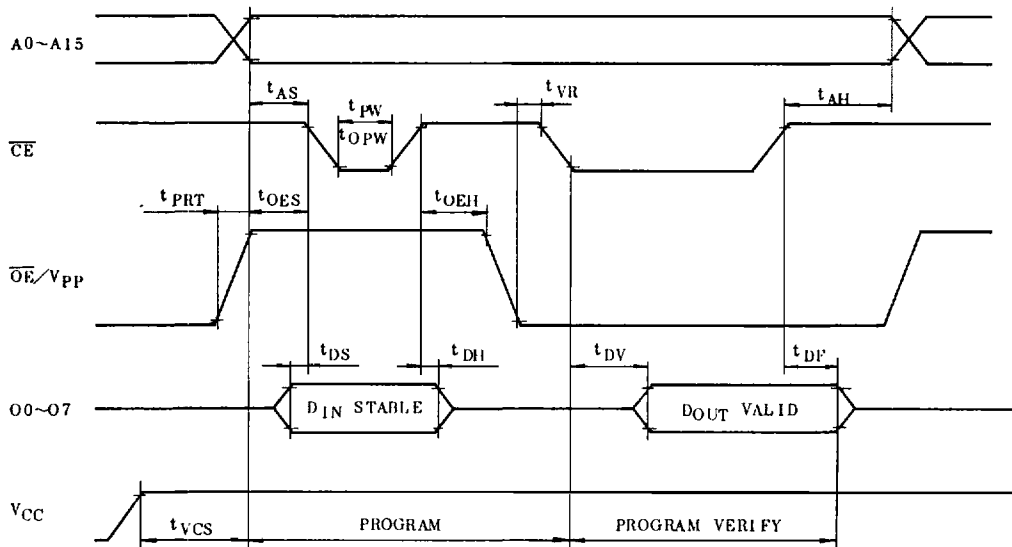 A0~A15
tAS
tPW
tOPW
tVR
tAH
CE
tPRT
tOES
tOEH
OE/VPP
tDS
tDH
tDV
tDF
O0~O7
DIN STABLE
DOUT VALID
VCC
tVCS
PROGRAM
PROGRAM VERIFY